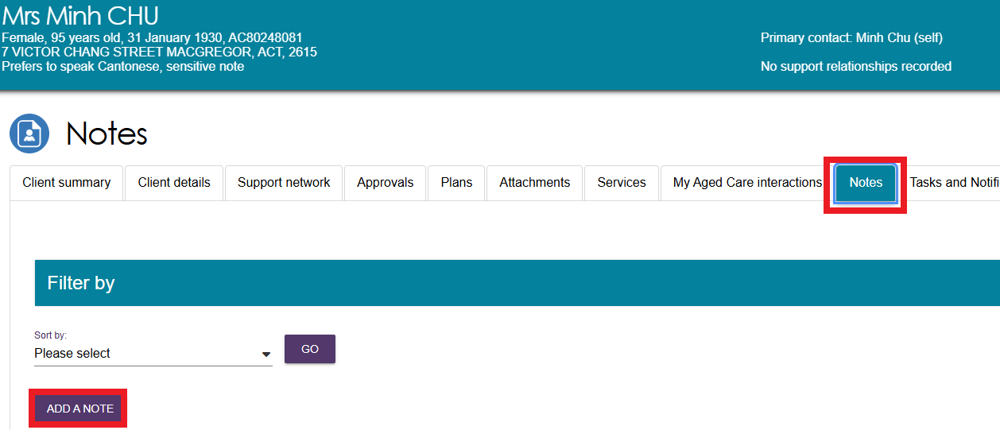 Mrs Minh CHU
Female, 95 years old, 31 January 1930, AC80248081
7 VICTOR CHANG STREET MACGREGOR, ACT, 2615
Prefers to speak Cantonese, sensitive note
Primary contact: Minh Chu (self)
No support relationships recorded
Notes
Client summary Client details Support network Approvals Plans Attachments Services My Aged Care interactions Notes Tasks and Notifi
Filter by
Sort by:
Please select GO
ADD A NOTE